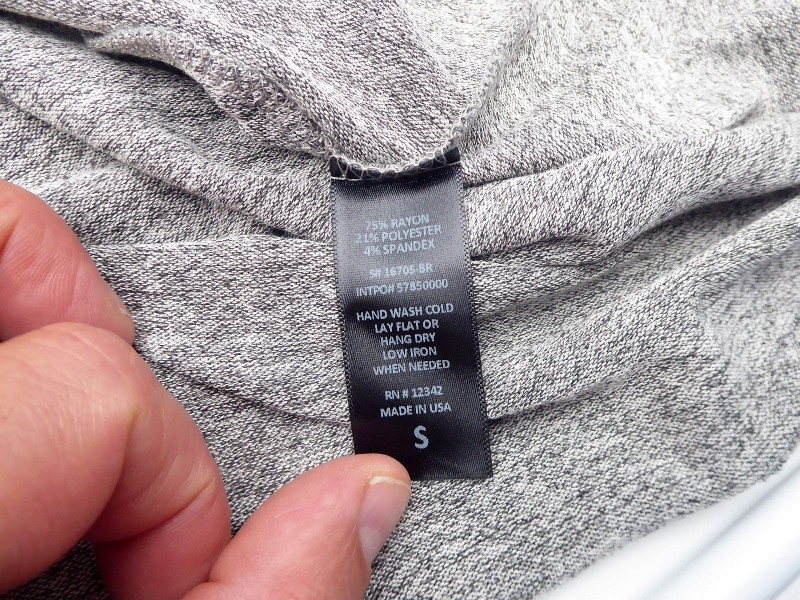 75% RAYON
21% POLYESTER
4% SPANDEX
S# 16705-BR
INTPO# 57850000
HAND WASH COLD
LAY FLAT OR
HANG DRY
LOW IRON
WHEN NEEDED
RN # 12342
MADE IN USA
S